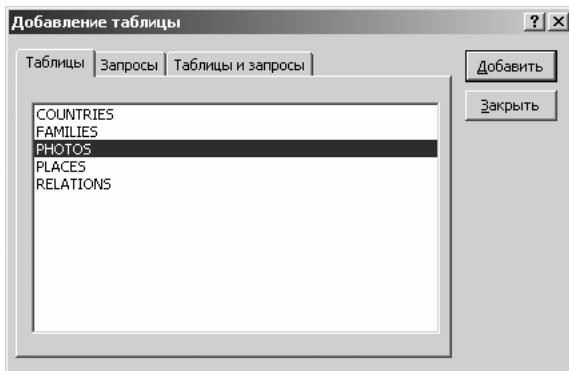 Добавление таблицы
Таблицы Запросы Таблицы и запросы
Добавить
Закрыть
COUNTRIES
FAMILIES
PHOTOS
PLACES
RELATIONS